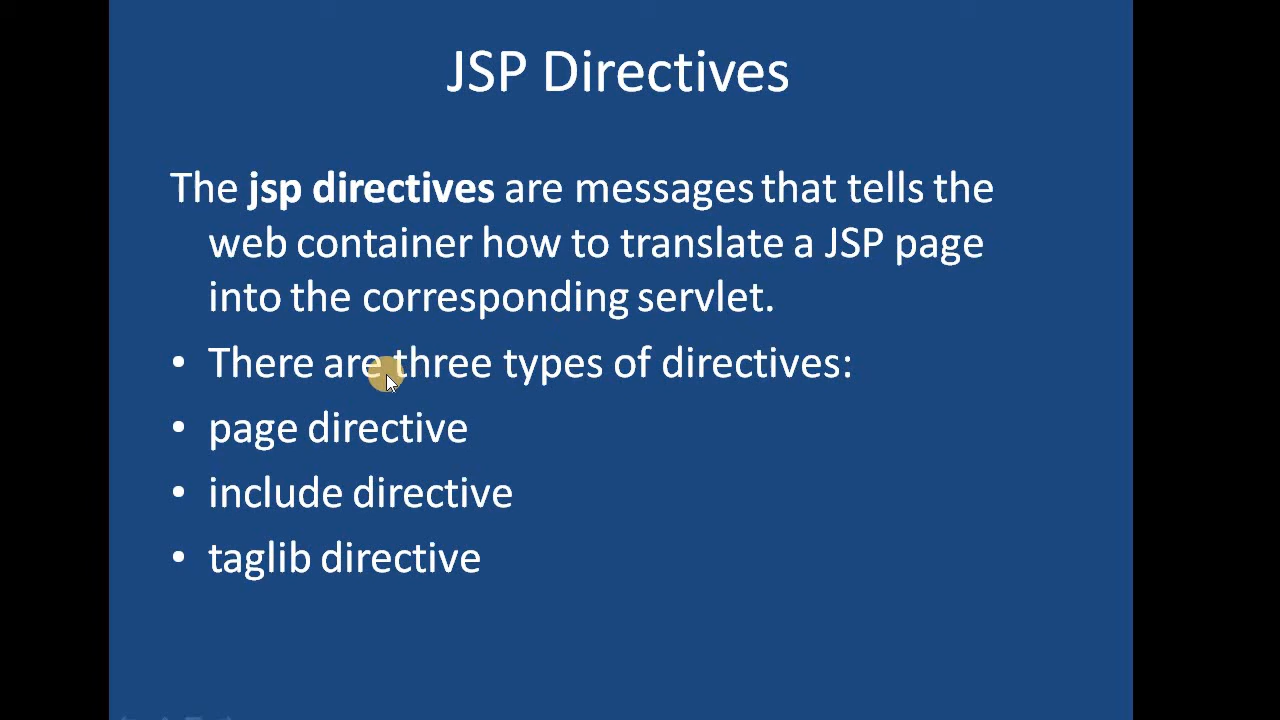 JSP Directives
The jsp directives are messages that tells the
web container how to translate a JSP page
into the corresponding servlet.
• There are three types of directives:
• page directive
• include directive
• taglib directive